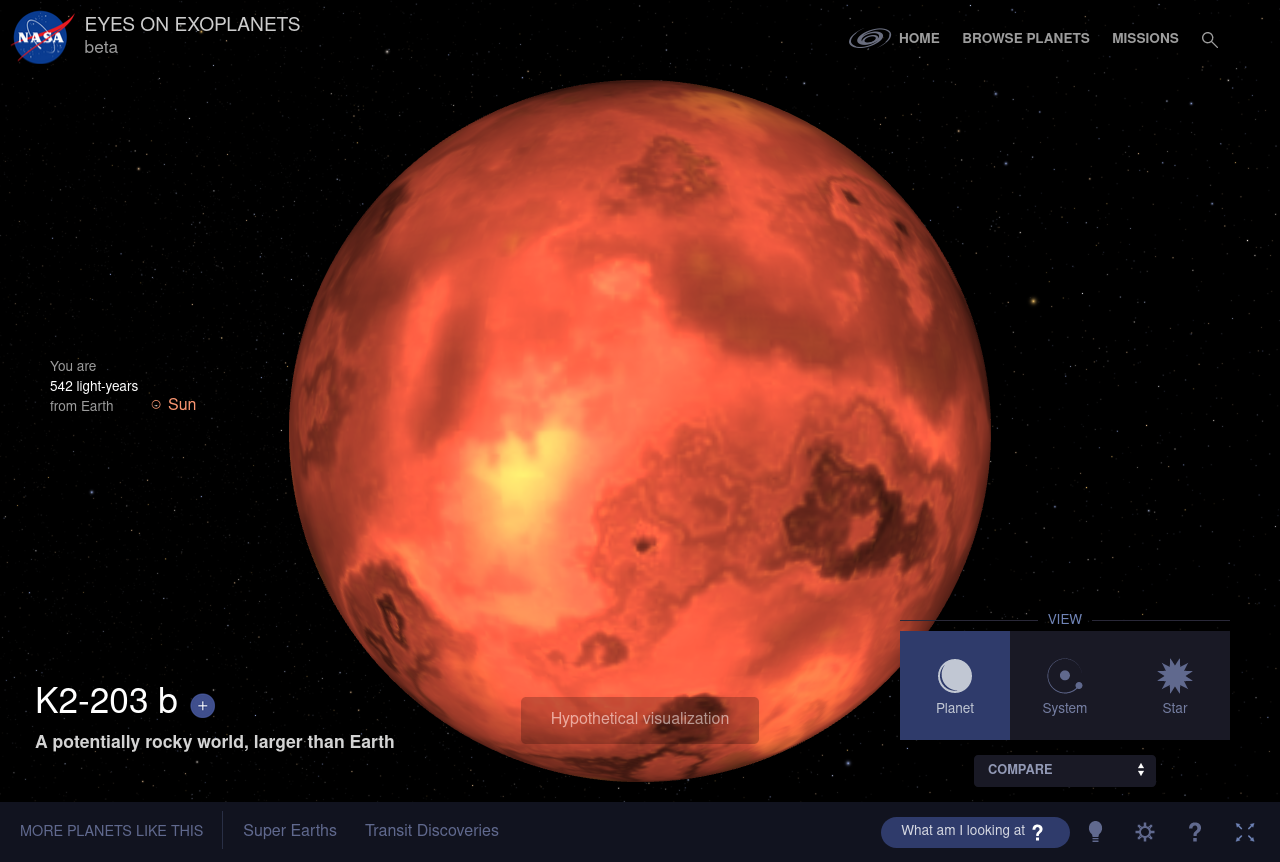 NASA
EYES ON EXOPLANETS
beta
HOME
BROWSE PLANETS
MISSIONS
You are
542 light-years
from Earth
Sun
VIEW
Planet
System
Star
COMPARE
K2-203 b +
A potentially rocky world, larger than Earth
Hypothetical visualization
MORE PLANETS LIKE THIS
Super Earths
Transit Discoveries
What am I looking at ?
?